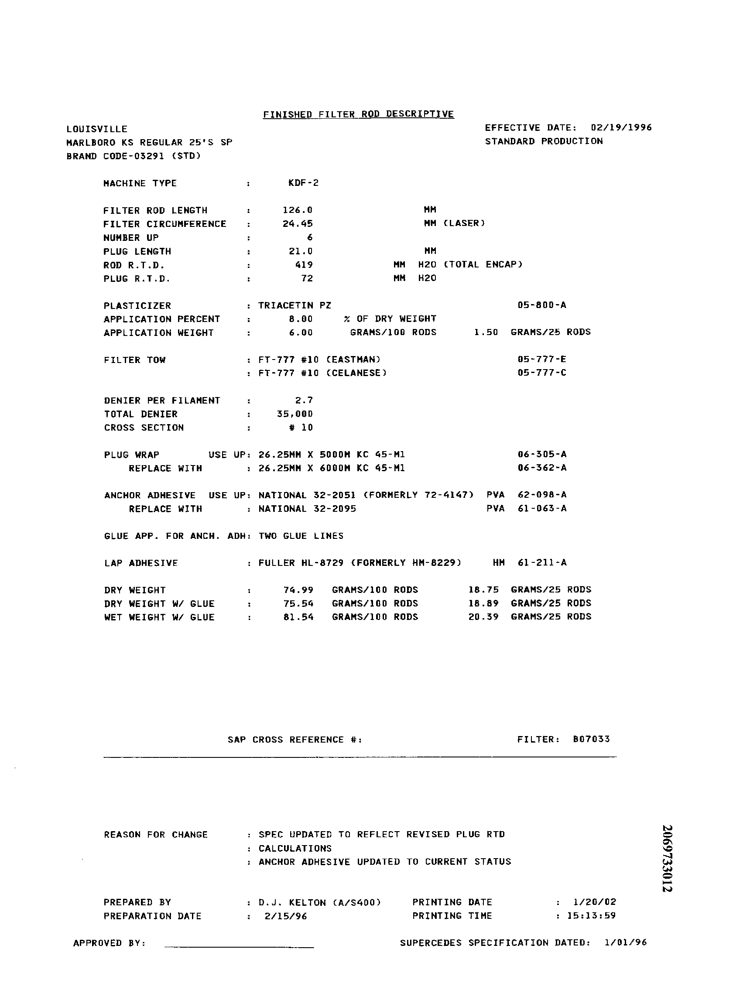 FINISHED FILTER ROD DESCRIPTIVE
LOUISVILLE EFFECTIVE DATE: 02/19/1996
MARLBORO KS REGULAR 25'S SP STANDARD PRODUCTION
BRAND CODE-03291 (STD)
MACHINE TYPE : KDF-2
FILTER ROD LENGTH : 126.0 MM
FILTER CIRCUMFERENCE : 24.45 MM (LASER)
NUMBER UP : 6
PLUG LENGTH : 21.0 MM
ROD R.T.D. : 419 MM H2O (TOTAL ENCAP)
PLUG R.T.D. : 72 MM H2O
PLASTICIZER : TRIACETIN PZ 05-800-A
APPLICATION PERCENT : 8.00 % OF DRY WEIGHT
APPLICATION WEIGHT : 6.00 GRAMS/100 RODS 1.50 GRAMS/25 RODS
FILTER TOW : FT-777 #10 (EASTMAN) 05-777-E
: FT-777 #10 (CELANESE) 05-777-C
DENIER PER FILAMENT : 2.7
TOTAL DENIER : 35,000
CROSS SECTION : # 10
PLUG WRAP USE UP: 26.25MM X 5000M KC 45-M1 06-305-A
REPLACE WITH : 26.25MM X 6000M KC 45-M1 06-362-A
ANCHOR ADHESIVE USE UP: NATIONAL 32-2051 (FORMERLY 72-4147) PVA 62-098-A
REPLACE WITH : NATIONAL 32-2095 PVA 61-063-A
GLUE APP. FOR ANCH. ADH: TWO GLUE LINES
LAP ADHESIVE : FULLER HL-8729 (FORMERLY HM-8229) HM 61-211-A
DRY WEIGHT : 74.99 GRAMS/100 RODS 18.75 GRAMS/25 RODS
DRY WEIGHT W/ GLUE : 75.54 GRAMS/100 RODS 18.89 GRAMS/25 RODS
WET WEIGHT W/ GLUE : 81.54 GRAMS/100 RODS 20.39 GRAMS/25 RODS
SAP CROSS REFERENCE #: FILTER: B07033
REASON FOR CHANGE : SPEC UPDATED TO REFLECT REVISED PLUG RTD
: CALCULATIONS
: ANCHOR ADHESIVE UPDATED TO CURRENT STATUS
PREPARED BY : D.J. KELTON (A/S400) PRINTING DATE : 1/20/02
PREPARATION DATE : 2/15/96 PRINTING TIME : 15:13:59
APPROVED BY: SUPERCEDES SPECIFICATION DATED: 1/01/96
2069733012